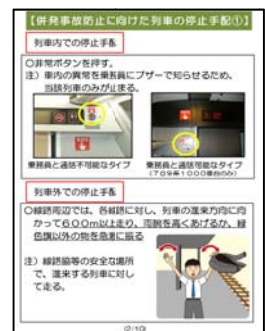 【併発事故防止に向けた列車の停止手配①】
列車内での停止手配
○非常ボタンを押す。
注）車内の異常を乗務員にブザーで知らせるため、
当該列車のみが止まる。
乗務員と通話不可能なタイプ
乗務員と通話可能なタイプ
（709系1000番台のみ）
列車外での停止手配
○線路周辺では、各線路に対し、列車の進来方向に向
かって600m以上走り、両腕を高くあげるか、緑
色旗以外の物を急激に振る
注）線路脇等の安全な場所
で、進来する列車に対し
て走る。
(2/10)